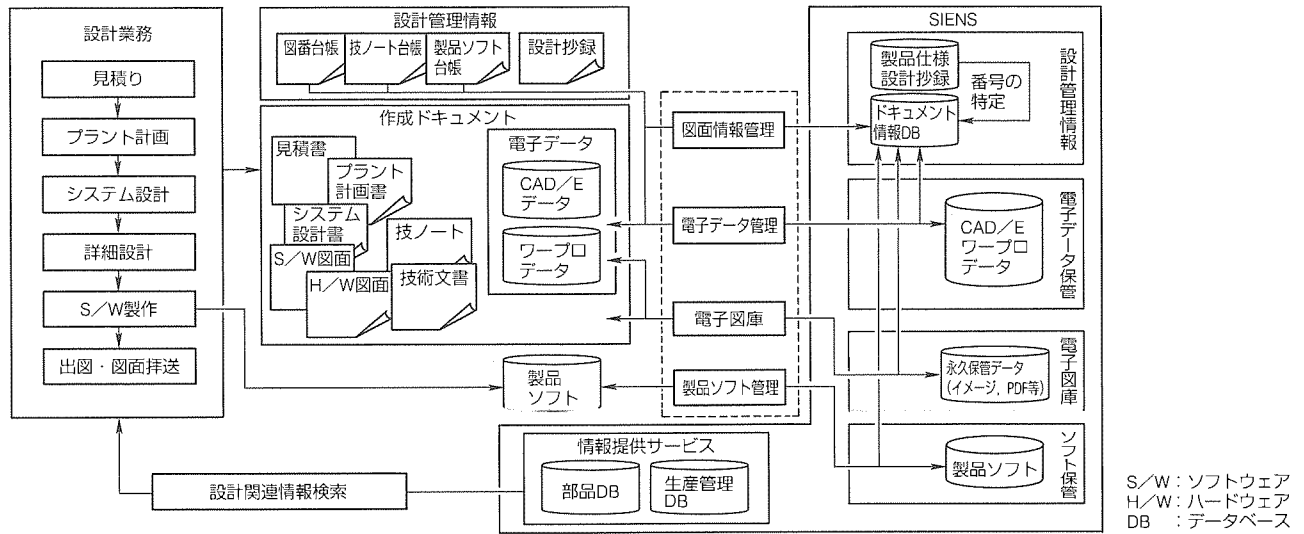 設計業務
見積り
プラント計画
システム設計
詳細設計
S/W製作
出図・図面拝送
設計管理情報
図番台帳
技ノート台帳
製品ソフト
台帳
設計抄録
作成ドキュメント
見積書
プラント
計画書
システム
設計書
S/W図面
H/W図面
技ノート
技術文書
電子データ
CAD/E
データ
ワープロ
データ
製品
ソフト
図面情報管理
電子データ管理
電子図庫
製品ソフト管理
SIENS
製品仕様
設計抄録
番号の
特定
ドキュメント
情報DB
設計管理情報
CAD/E
ワープロ
データ
電子データ保管
永久保管データ
(イメージ, PDF等)
電子図庫
製品ソフト
ソフト保管
情報提供サービス
部品DB
生産管理
DB
設計関連情報検索
S/W:ソフトウェア
H/W:ハードウェア
DB :データベース